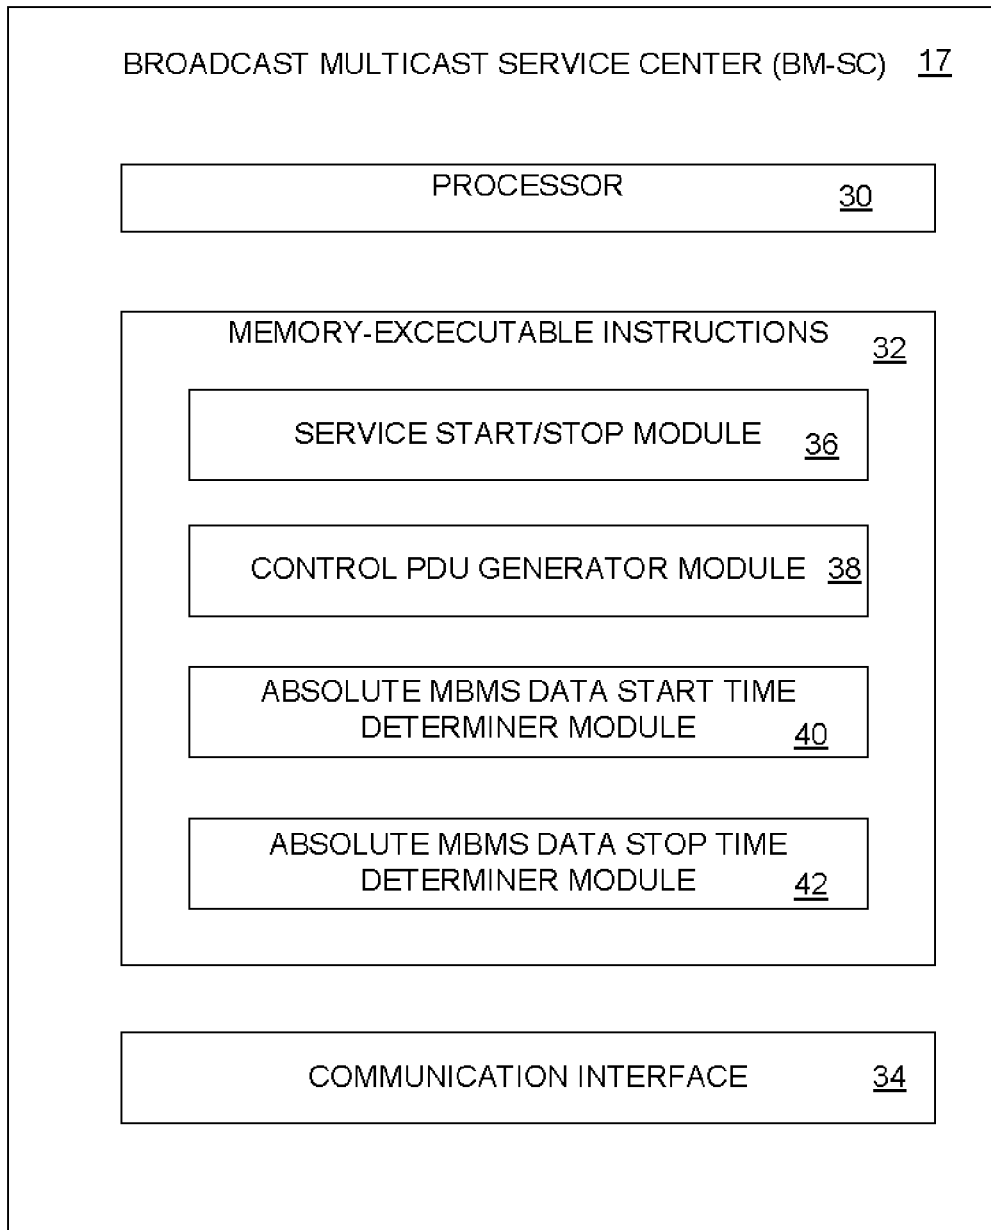 BROADCAST MULTICAST SERVICE CENTER (BM-SC) 17
PROCESSOR 30
MEMORY-EXCECUTABLE INSTRUCTIONS 32
SERVICE START/STOP MODULE 36
CONTROL PDU GENERATOR MODULE 38
ABSOLUTE MBMS DATA START TIME
DETERMINER MODULE 40
ABSOLUTE MBMS DATA STOP TIME
DETERMINER MODULE 42
COMMUNICATION INTERFACE 34